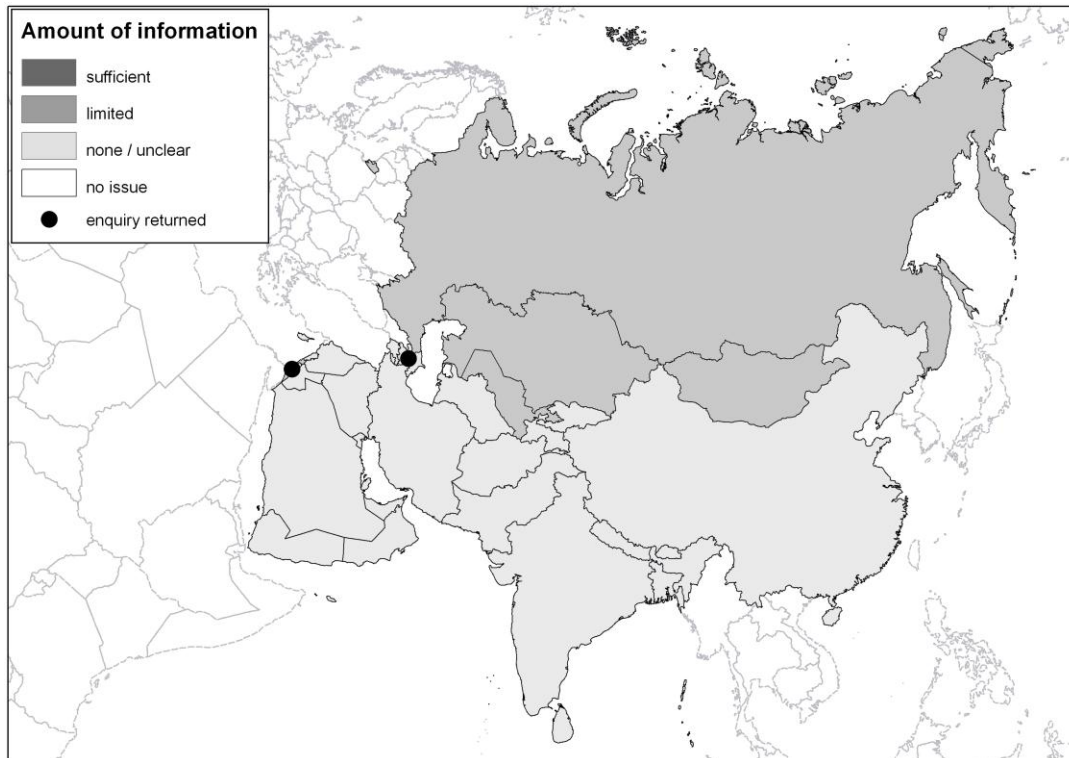 Amount of information
sufficient
limited
none / unclear
no issue
enquiry returned